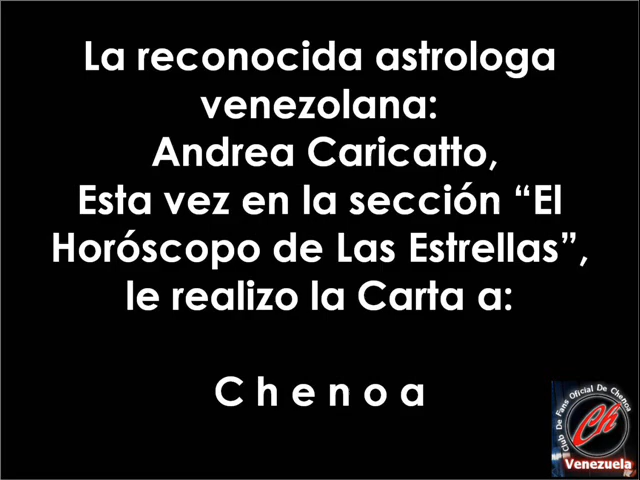 La reconocida astrologa
venezolana:
Andrea Caricatto,
Esta vez en la sección “El
Horóscopo de Las Estrellas”,
le realizo la Carta a:
C h e n o a
Club De Fans Oficial De Chenoa
Ch
Venezuela